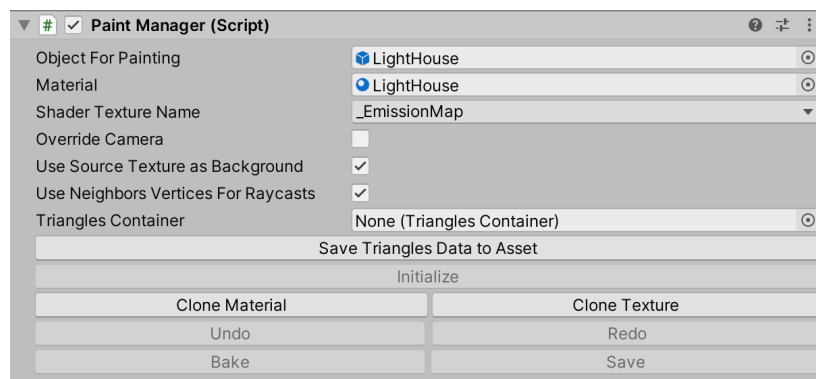 Paint Manager (Script)
Object For Painting LightHouse
Material LightHouse
Shader Texture Name _EmissionMap
Override Camera
Use Source Texture as Background
Use Neighbors Vertices For Raycasts
Triangles Container None (Triangles Container)
Save Triangles Data to Asset
Initialize
Clone Material Clone Texture
Undo Redo
Bake Save